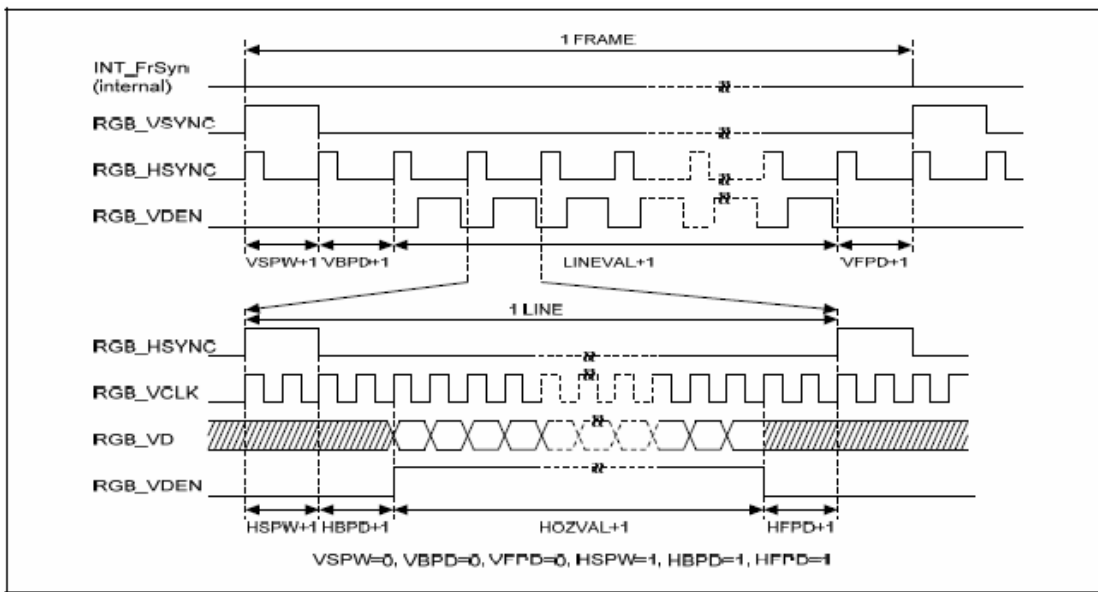 1 FRAME
INT_FrSyn
(internal)
RGB_VSYNC
RGB_HSYNC
RGB_VDEN
VSPW+1 VBPD+1 LINEVAL+1 VFPD+1
1 LINE
RGB_HSYNC
RGB_VCLK
RGB_VD
RGB_VDEN
HSPW+1 HBPD+1 HOZVAL+1 HFPD+1
VSPW=0, VBPD=0, VFPD=0, HSPW=1, HBPD=1, HFPD=1